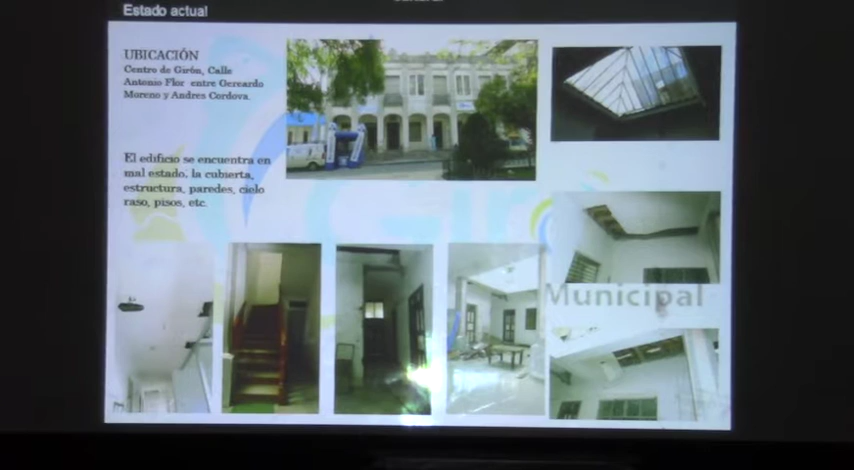 Estado actual
UBICACIÓN
Centro de Girón, Calle
Antonio Flor entre Gereardo
Moreno y Andres Cordova.
El edificio se encuentra en
mal estado, la cubierta,
estructura, paredes, cielo
raso, pisos, etc.
Girón
Municipal